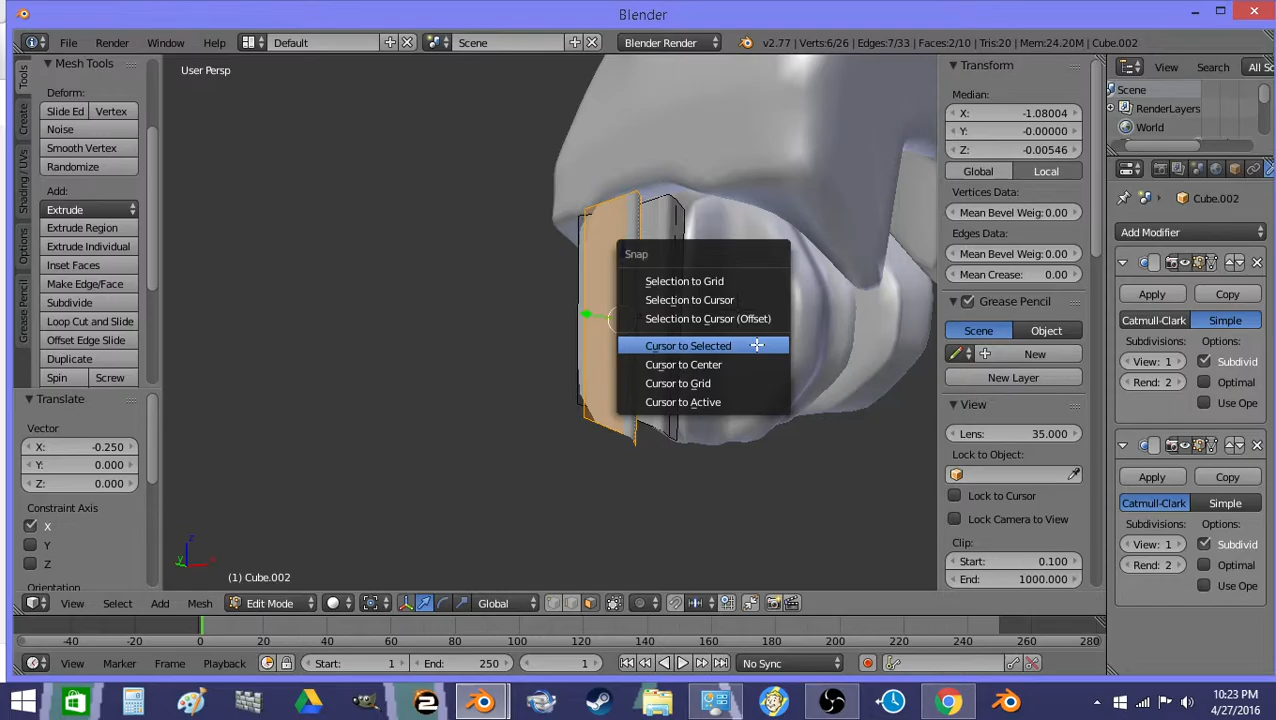 Blender
File Render Window Help Default Scene Blender Render v2.77 | Verts:6/26 | Edges:7/33 | Faces:2/10 | Tris:20 | Mem:24.20M | Cube.002
Tools
Create
Shading / UVs
Options
Grease Pencil
Mesh Tools
Deform:
Slide Ed Vertex
Noise
Smooth Vertex
Randomize
Add:
Extrude
Extrude Region
Extrude Individual
Inset Faces
Make Edge/Face
Subdivide
Loop Cut and Slide
Offset Edge Slide
Duplicate
Spin Screw
Translate
Vector
X: -0.250
Y: 0.000
Z: 0.000
Constraint Axis
X
Y
Z
Orientation
User Persp
Snap
Selection to Grid
Selection to Cursor
Selection to Cursor (Offset)
Cursor to Selected
Cursor to Center
Cursor to Grid
Cursor to Active
z
y x
(1) Cube.002
Transform
Median:
X: -1.08004
Y: -0.00000
Z: -0.00546
Global Local
Vertices Data:
Mean Bevel Weig: 0.00
Edges Data:
Mean Bevel Weig: 0.00
Mean Crease: 0.00
Grease Pencil
Scene Object
New
New Layer
View
Lens: 35.000
Lock to Object:
Lock to Cursor
Lock Camera to View
Clip:
Start: 0.100
End: 1000.000
View Search All Sc
Scene
RenderLayers
World
Cube.002
Add Modifier
Apply Copy
Catmull-Clark Simple
Subdivisions: Options:
View: 1 Subdivid
Rend: 2 Optimal
Use Ope
Apply Copy
Catmull-Clark Simple
Subdivisions: Options:
View: 1 Subdivid
Rend: 2 Optimal
Use Ope
View Select Add Mesh Edit Mode Global
-40 -20 0 20 40 60 80 100 120 140 160 180 200 220 240 260 280
View Marker Frame Playback Start: 1 End: 250 1 No Sync
10:23 PM
4/27/2016